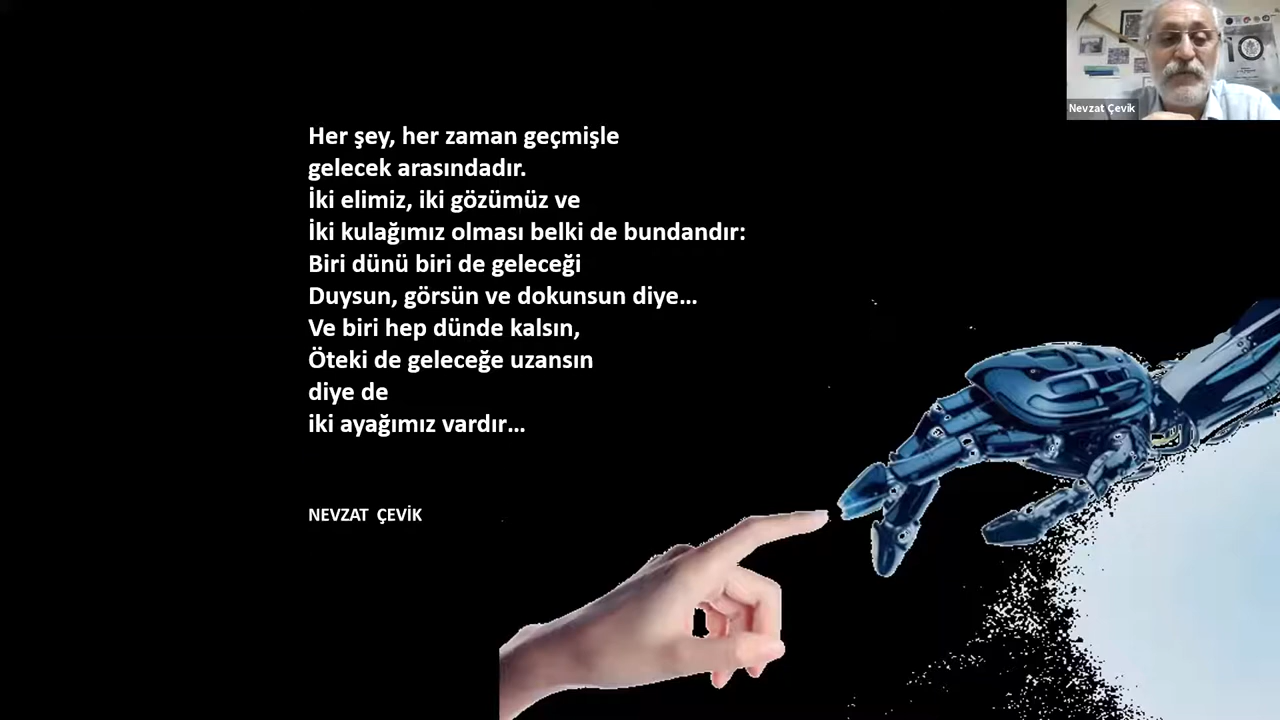 Her şey, her zaman geçmişle
gelecek arasındadır.
İki elimiz, iki gözümüz ve
İki kulağımız olması belki de bundandır:
Biri dünü biri de geleceği
Duysun, görsün ve dokunsun diye...
Ve biri hep dünde kalsın,
Öteki de geleceğe uzansın
diye de
iki ayağımız vardır...
NEVZAT ÇEVİK
Nevzat Çevik